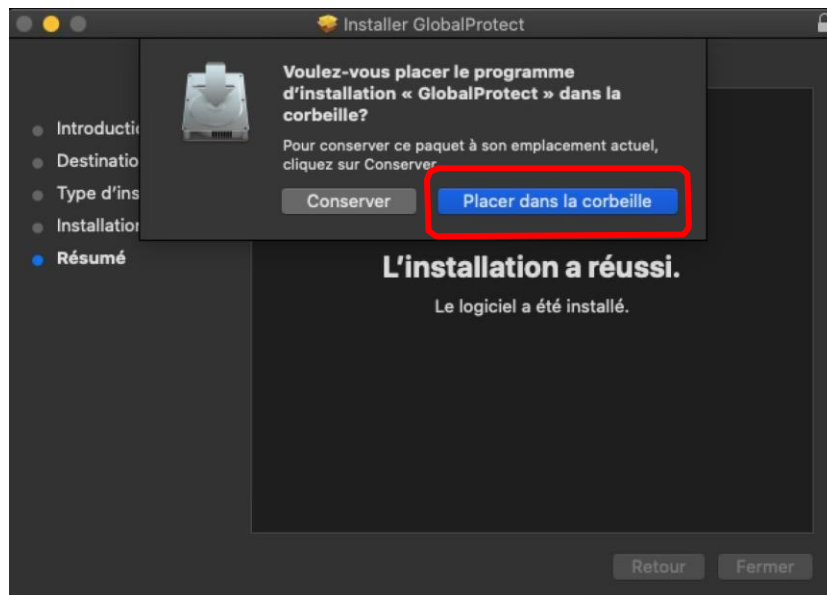 Installer GlobalProtect
Voulez-vous placer le programme
d'installation « GlobalProtect » dans la
corbeille?
Pour conserver ce paquet à son emplacement actuel,
cliquez sur Conserver
Conserver
Placer dans la corbeille
Introductio
Destinatio
Type d'ins
Installation
Résumé
L'installation a réussi.
Le logiciel a été installé.
Retour
Fermer